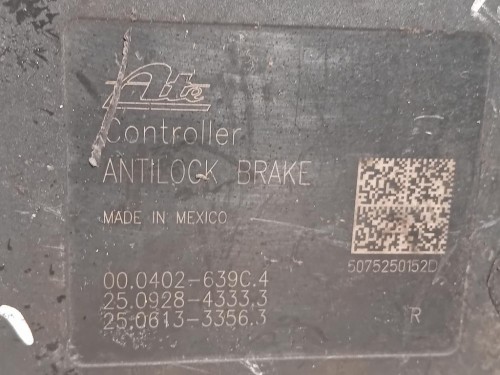 Ate
Controller
ANTILOCK BRAKE
MADE IN MEXICO
5075250152D
00.0402-639C.4
25.0928-4333.3
25.0613-3356.3
R